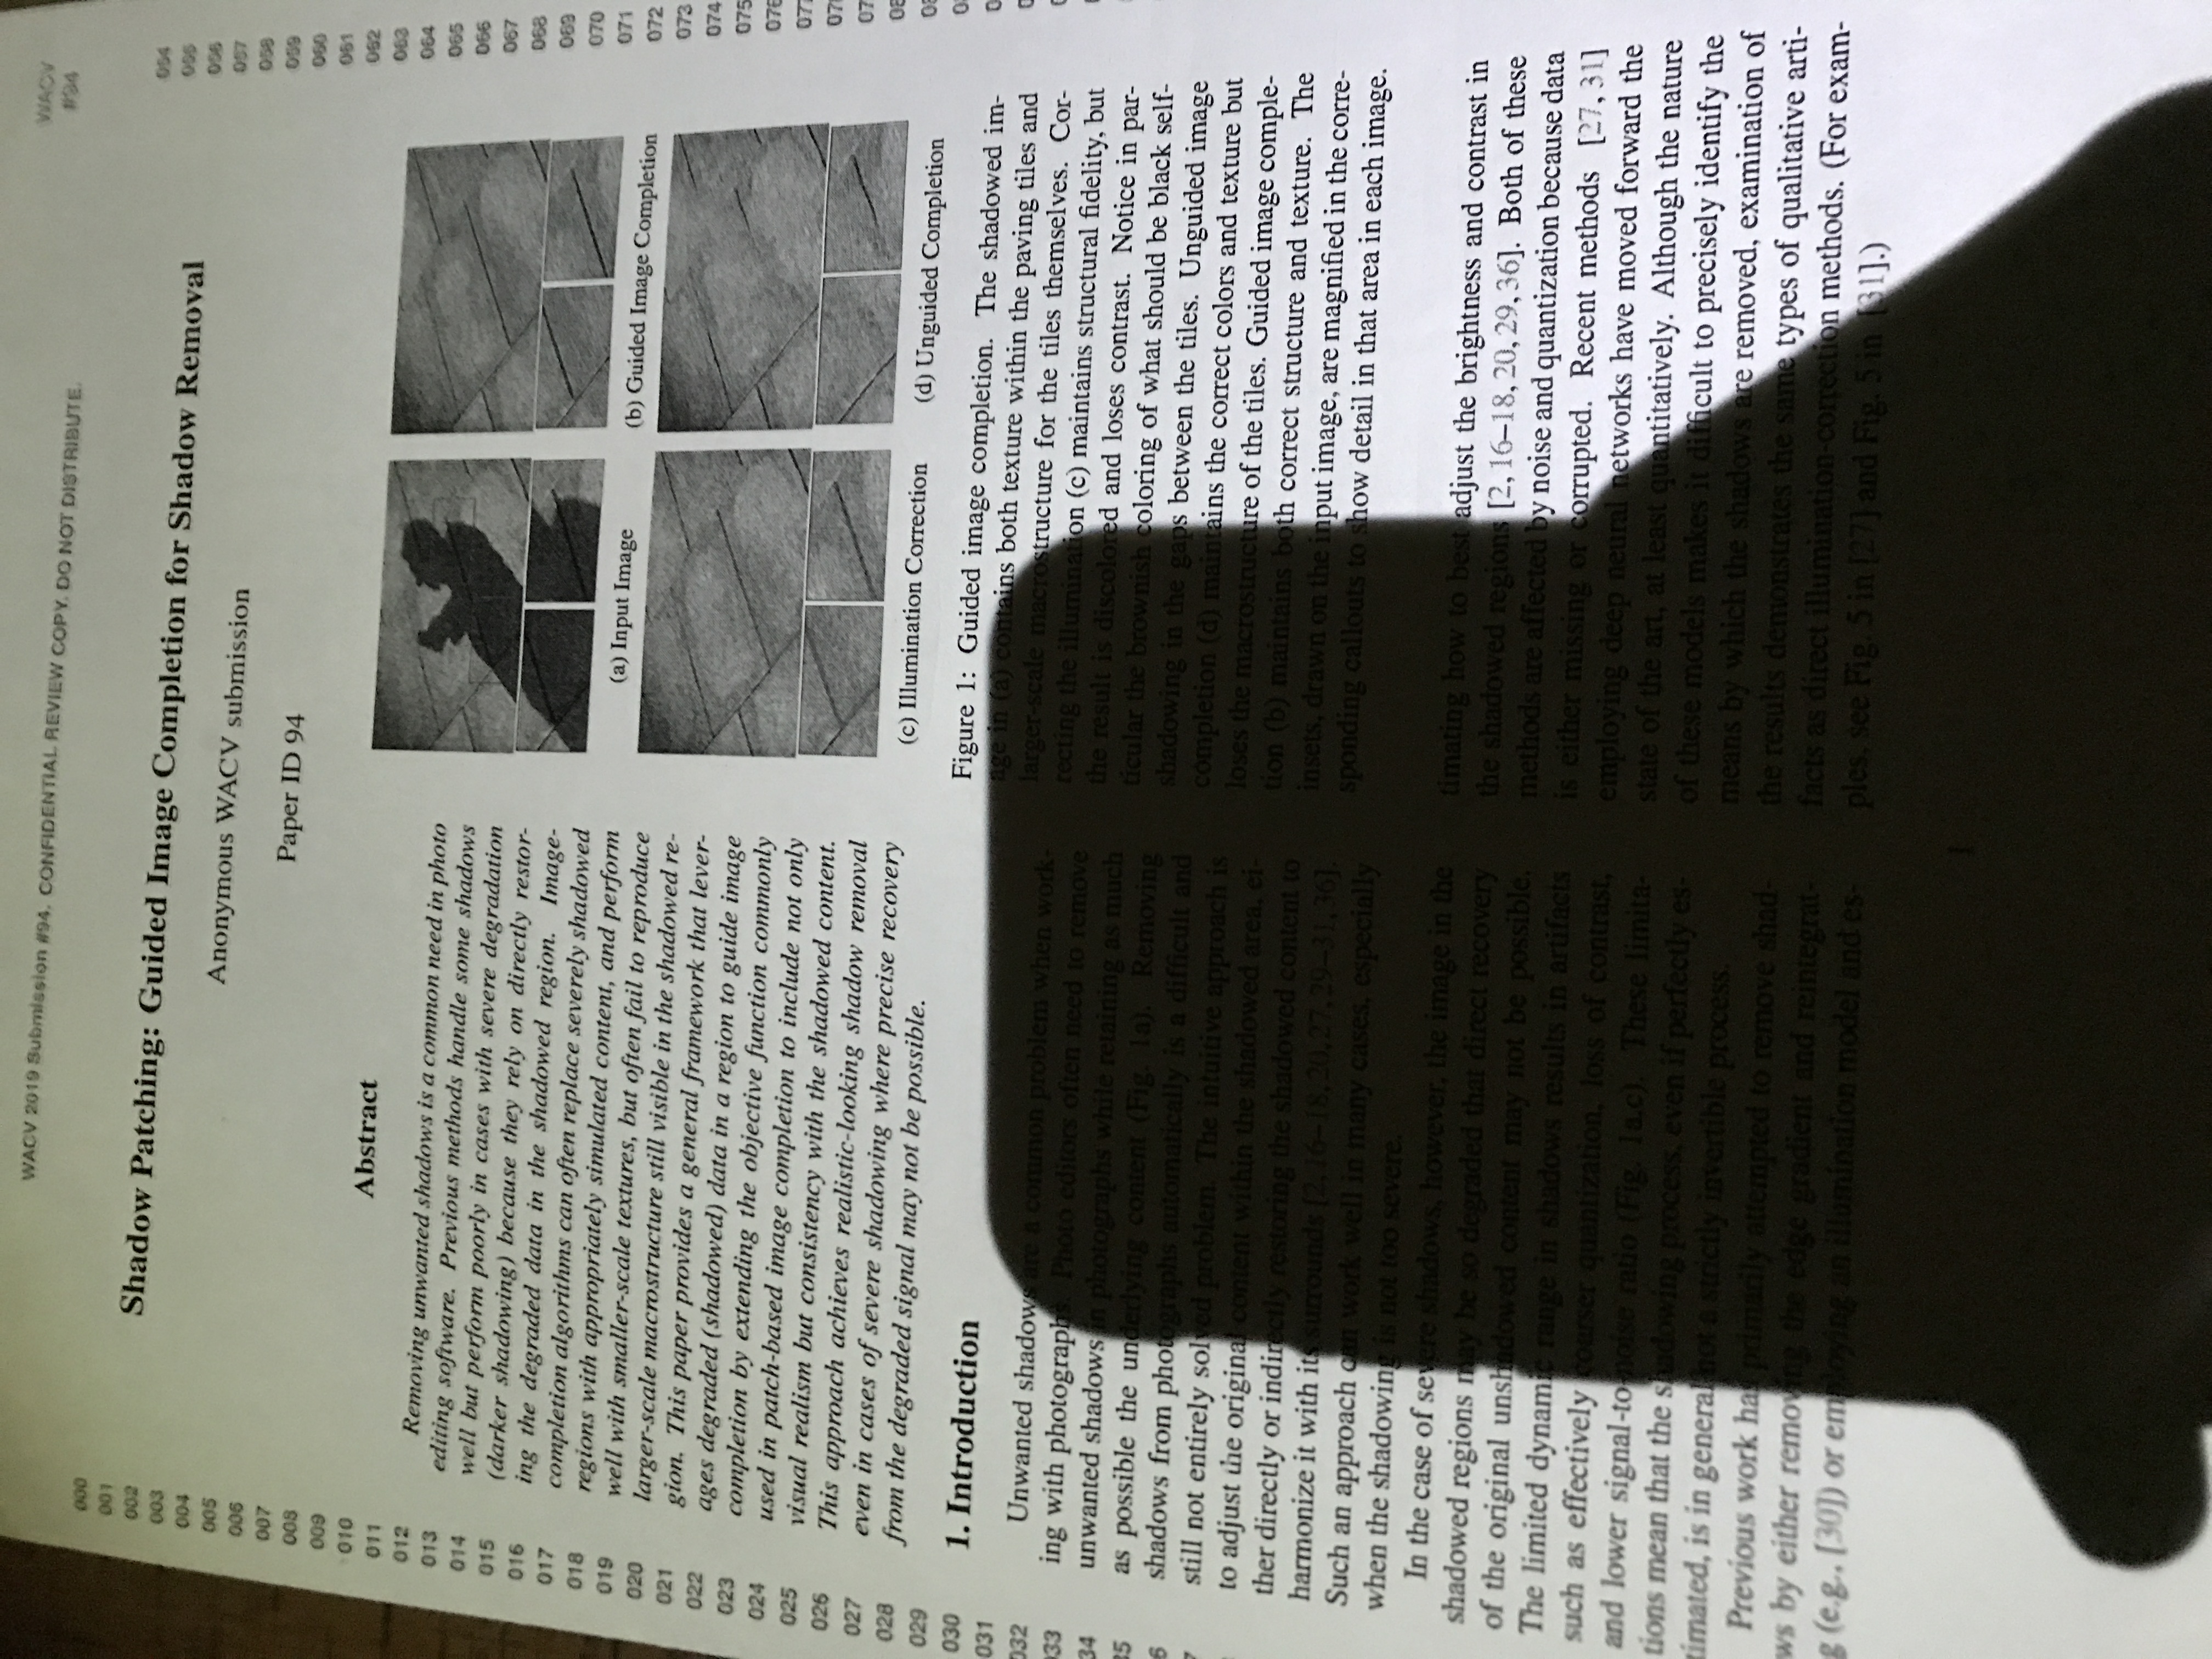 WACV 2019 Submission #94. CONFIDENTIAL REVIEW COPY. DO NOT DISTRIBUTE.
WACV
#94
000
001
002
003
004
005
006
007
008
009
010
011
012
013
014
015
016
017
018
019
020
021
022
023
024
025
026
027
028
029
030
031
032
033
34
35
6
7
Shadow Patching: Guided Image Completion for Shadow Removal
Anonymous WACV submission
Paper ID 94
Abstract
Removing unwanted shadows is a common need in photo
editing software. Previous methods handle some shadows
well but perform poorly in cases with severe degradation
(darker shadowing) because they rely on directly restor-
ing the degraded data in the shadowed region. Image-
completion algorithms can often replace severely shadowed
regions with appropriately simulated content, and perform
well with smaller-scale textures, but often fail to reproduce
larger-scale macrostructure still visible in the shadowed re-
gion. This paper provides a general framework that lever-
ages degraded (shadowed) data in a region to guide image
completion by extending the objective function commonly
used in patch-based image completion to include not only
visual realism but consistency with the shadowed content.
This approach achieves realistic-looking shadow removal
even in cases of severe shadowing where precise recovery
from the degraded signal may not be possible.
1. Introduction
Unwanted shadows are a common problem when work-
ing with photographs. Photo editors often need to remove
unwanted shadows in photographs while retaining as much
as possible the underlying content (Fig. 1a). Removing
shadows from photographs automatically is a difficult and
still not entirely solved problem. The intuitive approach is
to adjust the original content within the shadowed area, ei-
ther directly or indirectly restoring the shadowed content to
harmonize it with its surrounds [2, 16–18, 20, 27, 29–31, 36].
Such an approach can work well in many cases, especially
when the shadowing is not too severe.
In the case of severe shadows, however, the image in the
shadowed regions may be so degraded that direct recovery
of the original unshadowed content may not be possible.
The limited dynamic range in shadows results in artifacts
such as effectively coarser quantization, loss of contrast,
and lower signal-to-noise ratio (Fig. 1a,c). These limita-
tions mean that the shadowing process, even if perfectly es-
timated, is in general not a strictly invertible process.
Previous work has primarily attempted to remove shad-
ws by either removing the edge gradient and reintegrat-
g (e.g., [30]) or employing an illumination model and es-
(a) Input Image
(b) Guided Image Completion
(c) Illumination Correction
(d) Unguided Completion
Figure 1: Guided image completion. The shadowed im-
age in (a) contains both texture within the paving tiles and
larger-scale macrostructure for the tiles themselves. Cor-
recting the illumination (c) maintains structural fidelity, but
the result is discolored and loses contrast. Notice in par-
ticular the brownish coloring of what should be black self-
shadowing in the gaps between the tiles. Unguided image
completion (d) maintains the correct colors and texture but
loses the macrostructure of the tiles. Guided image comple-
tion (b) maintains both correct structure and texture. The
insets, drawn on the input image, are magnified in the corre-
sponding callouts to show detail in that area in each image.
timating how to best adjust the brightness and contrast in
the shadowed regions [2, 16–18, 20, 29, 36]. Both of these
methods are affected by noise and quantization because data
is either missing or corrupted. Recent methods [27, 31]
employing deep neural networks have moved forward the
state of the art, at least quantitatively. Although the nature
of these models makes it difficult to precisely identify the
means by which the shadows are removed, examination of
the results demonstrates the same types of qualitative arti-
facts as direct illumination-correction methods. (For exam-
ples, see Fig. 5 in [27] and Fig. 5 in [31].)
054
055
056
057
058
059
060
061
062
063
064
065
066
067
068
069
070
071
072
073
074
075
076
077
07
07
08
08
0
0
0
1